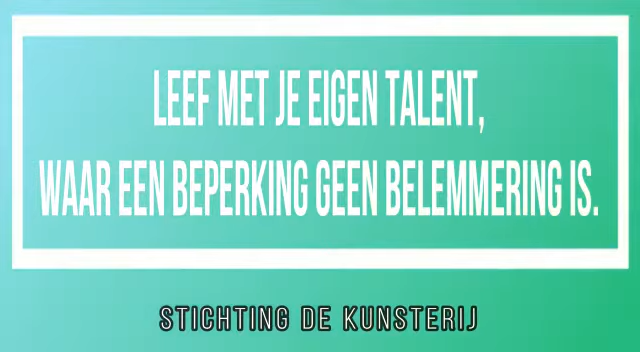 LEEF MET JE EIGEN TALENT,
WAAR EEN BEPERKING GEEN BELEMMERING IS.
STICHTING DE KUNSTERIJ